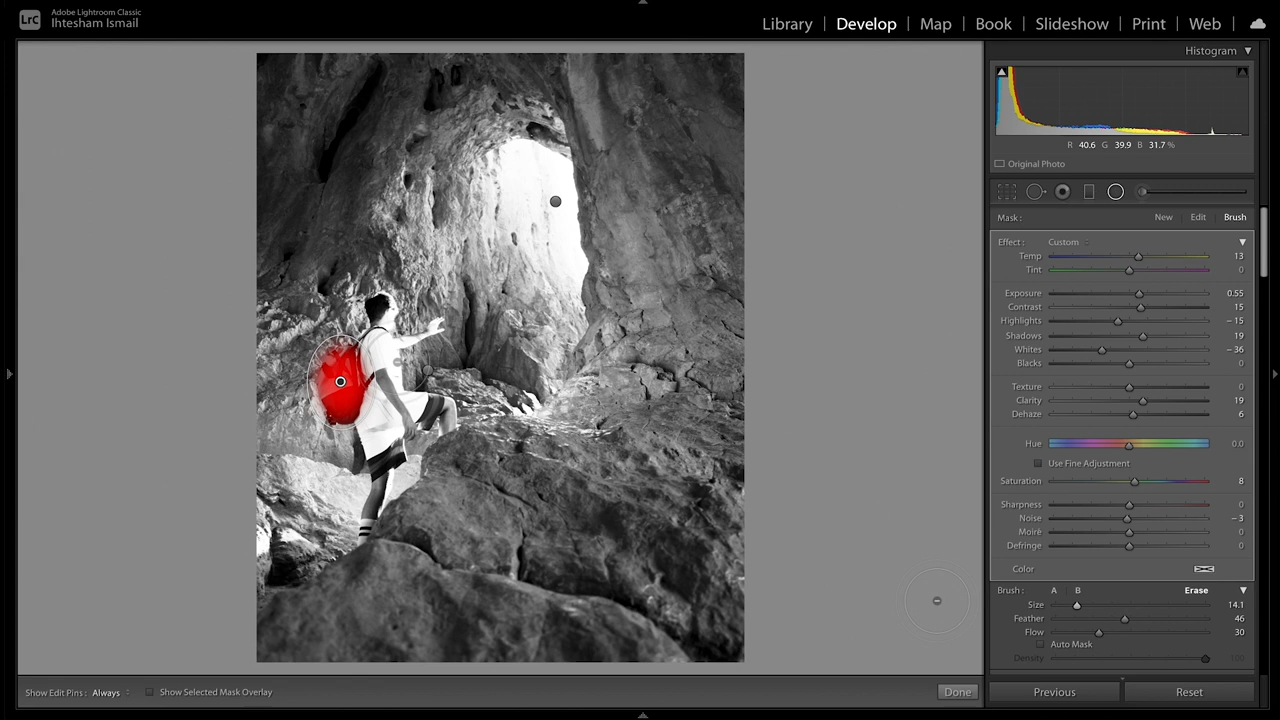 LrC
Adobe Lightroom Classic
Ihtesham Ismail
Library | Develop | Map | Book | Slideshow | Print | Web
Histogram
R 40.6 G 39.9 B 31.7 %
Original Photo
Mask : New Edit Brush
Effect : Custom
Temp 13
Tint 0
Exposure 0.55
Contrast 15
Highlights – 15
Shadows 19
Whites – 36
Blacks 0
Texture 0
Clarity 19
Dehaze 6
Hue 0.0
Use Fine Adjustment
Saturation 8
Sharpness 0
Noise – 3
Moiré 0
Defringe 0
Color
Brush : A B Erase
Size 14.1
Feather 46
Flow 30
Auto Mask
Density 100
Show Edit Pins : Always Show Selected Mask Overlay Done
Previous Reset